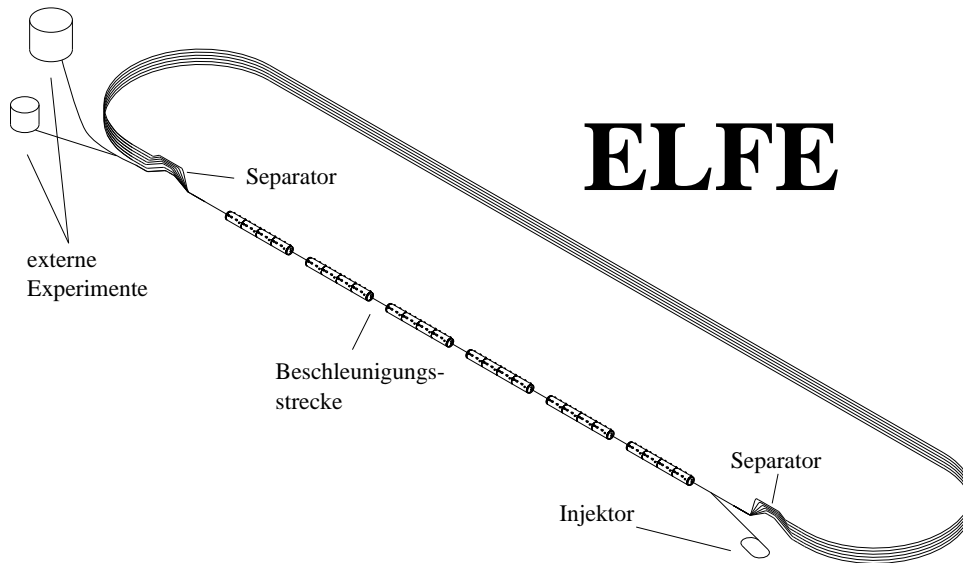 ELFE
Separator
externe
Experimente
Beschleunigungs-
strecke
Separator
Injektor